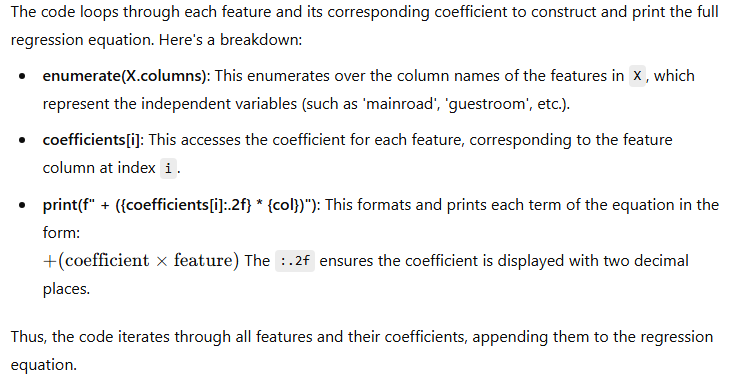 The code loops through each feature and its corresponding coefficient to construct and print the full
regression equation. Here's a breakdown:
• enumerate(X.columns): This enumerates over the column names of the features in X, which
represent the independent variables (such as 'mainroad', 'guestroom', etc.).
• coefficients[i]: This accesses the coefficient for each feature, corresponding to the feature
column at index i.
• print(f" + ({coefficients[i]:.2f} * {col})"): This formats and prints each term of the equation in the
form:
+(coefficient × feature) The :.2f ensures the coefficient is displayed with two decimal
places.
Thus, the code iterates through all features and their coefficients, appending them to the regression
equation.